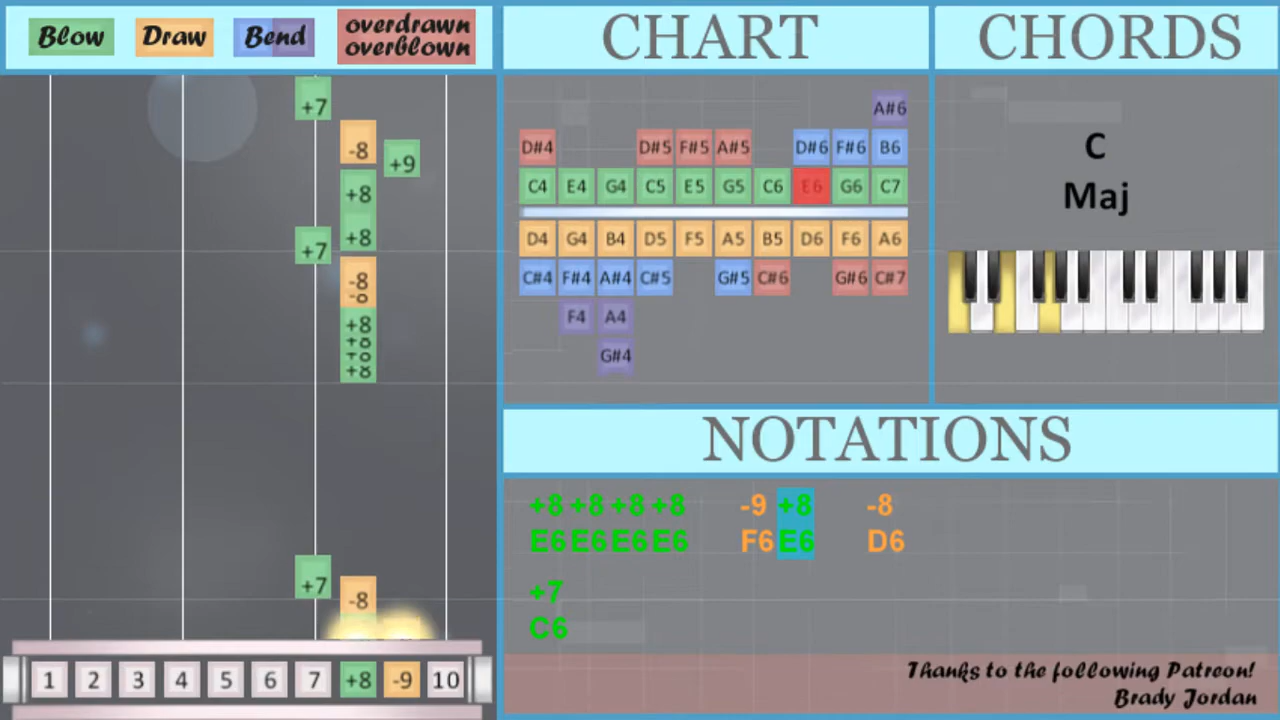 Blow Draw Bend overdrawn
overblown
CHART
CHORDS
+7
-8
+9
+8
+8
+7
-8
-8
+8
+8
+8
+8
+7
-8
1 2 3 4 5 6 7 +8 -9 10
A#6
D#4 D#5 F#5 A#5 D#6 F#6 B6
C4 E4 G4 C5 E5 G5 C6 E6 G6 C7
D4 G4 B4 D5 F5 A5 B5 D6 F6 A6
C#4 F#4 A#4 C#5 G#5 C#6 G#6 C#7
F4 A4
G#4
C
Maj
NOTATIONS
+8 +8 +8 +8 -9 +8 -8
E6 E6 E6 E6 F6 E6 D6
+7
C6
Thanks to the following Patreon!
Brady Jordan